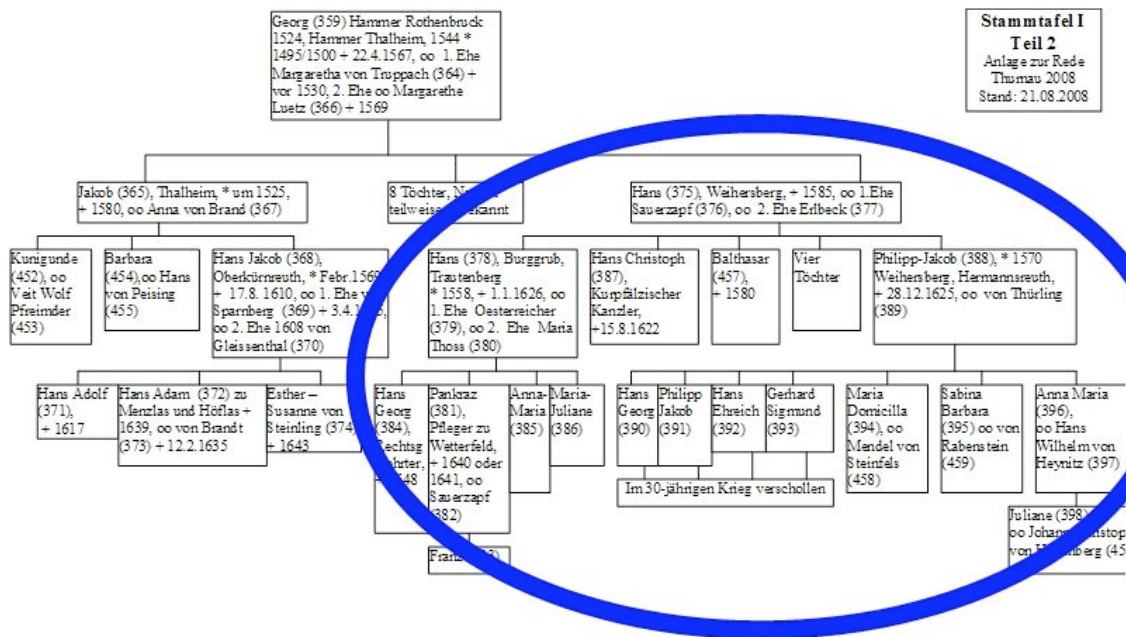 Georg (359) Hammer Rothenbruck
1524, Hammer Thalheim, 1544 *
1495/1500 + 22.4.1567, oo 1. Ehe
Margaretha von Truppach (364) +
vor 1530, 2. Ehe oo Margarethe
Luetz (366) + 1569
Stammtafel I
Teil 2
Anlage zur Rede
Thurnau 2008
Stand: 21.08.2008
Jakob (365), Thalheim, * um 1525,
+ 1580, oo Anna von Brand (367)
8 Töchter,
teilweise
Hans (375), Weihersberg, + 1585, oo 1.Ehe
Sauerzapf (376), oo 2. Ehe Erlbeck (377)
Kunigunde
(452), oo
Veit Wolf
Pfreimder
(453)
Barbara
(454),oo Hans
von Peising
(455)
Hans Jakob (368),
Oberkürnreuth, * Febr.1569
+ 17.8. 1610, oo 1. Ehe
Sparnberg (369) + 3.4.
oo 2. Ehe 1608 von
Gleissenthal (370)
Hans (378), Burggrub,
Trautenberg
*1558, + 1.1.1626, oo
1. Ehe Oesterreicher
(379), oo 2. Ehe Maria
Thoss (380)
Hans Christoph
(387),
Kurpfälzischer
Kanzler,
+15.8.1622
Balthasar
(457),
+ 1580
Vier
Töchter
Philipp-Jakob (388), *1570
Weihersberg, Hermannsreuth,
+ 28.12.1625, oo von Thürling
(389)
Hans Adolf
(371),
+ 1617
Hans Adam (372) zu
Menzlas und Höflas +
1639, oo von Brandt
(373) + 12.2.1635
Esther –
Susanne von
Steinling (374)
+ 1643
Hans
Georg
(384),
Pankraz
(381),
Pfleger zu
Wetterfeld,
+ 1640 oder
1641, oo
Sauerzapf
(382)
Anna-
Maria
(385)
Maria-
Juliane
(386)
Hans
Georg
(390)
Philipp
Jakob
(391)
Hans
Ehreich
(392)
Gerhard
Sigmund
(393)
Im 30-jährigen Krieg verschollen
Maria
Domicilla
(394), oo
Mendel von
Steinfels
(458)
Sabina
Barbara
(395) oo von
Rabenstein
(459)
Anna Maria
(396),
oo Hans
Wilhelm von
Heynitz (397)
Juliane (398)
oo
von